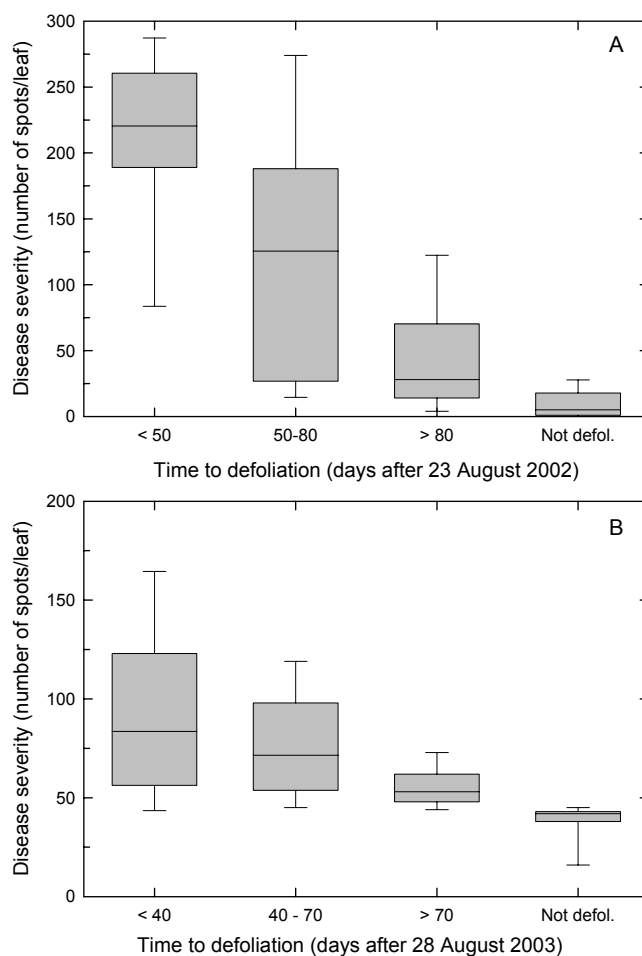 A
Disease severity (number of spots/leaf)
300
250
200
150
100
50
0
< 50 50-80 > 80 Not defol.
Time to defoliation (days after 23 August 2002)
B
Disease severity (number of spots/leaf)
200
150
100
50
0
< 40 40 - 70 > 70 Not defol.
Time to defoliation (days after 28 August 2003)